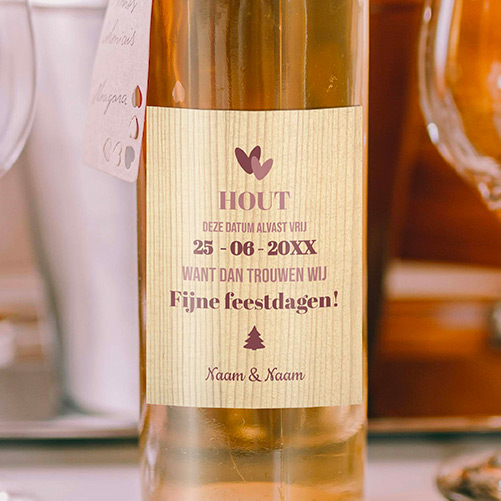 HOUT
DEZE DATUM ALVAST VRIJ
25 - 06 - 20XX
WANT DAN TROUWEN WIJ
Fijne feestdagen!
Naam & Naam